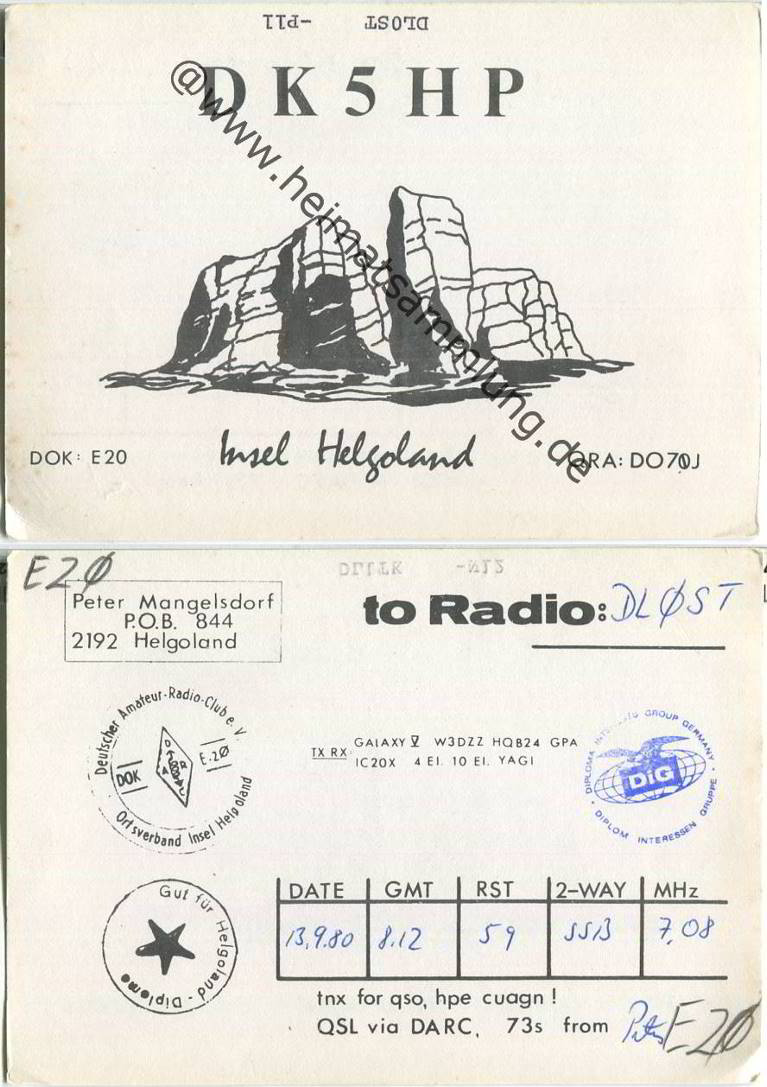 DLOST -P11
DK5HP
@www.heimatsammlung.de
Insel Helgoland
DOK: E20
QRA: DO70J
E2Ø
Peter Mangelsdorf
P.O.B. 844
2192 Helgoland
to Radio: DLØST
Deutscher Amateur-Radio-Club e.V.
DOK E-20
Ortsverband Insel Helgoland
TX RX: GALAXY V W3DZZ HQB24 GPA
IC20X 4 El. 10 El. YAGI
DIPLOMA INTERESTS GROUP GERMANY
DIG
DIPLOM INTERESSEN GRUPPE
Gut für Helgoland-Diplome
DATE GMT RST 2-WAY MHz
13.9.80 8.12 59 SSB 7,08
tnx for qso, hpe cuagn !
QSL via DARC, 73s from Peter
E2Ø